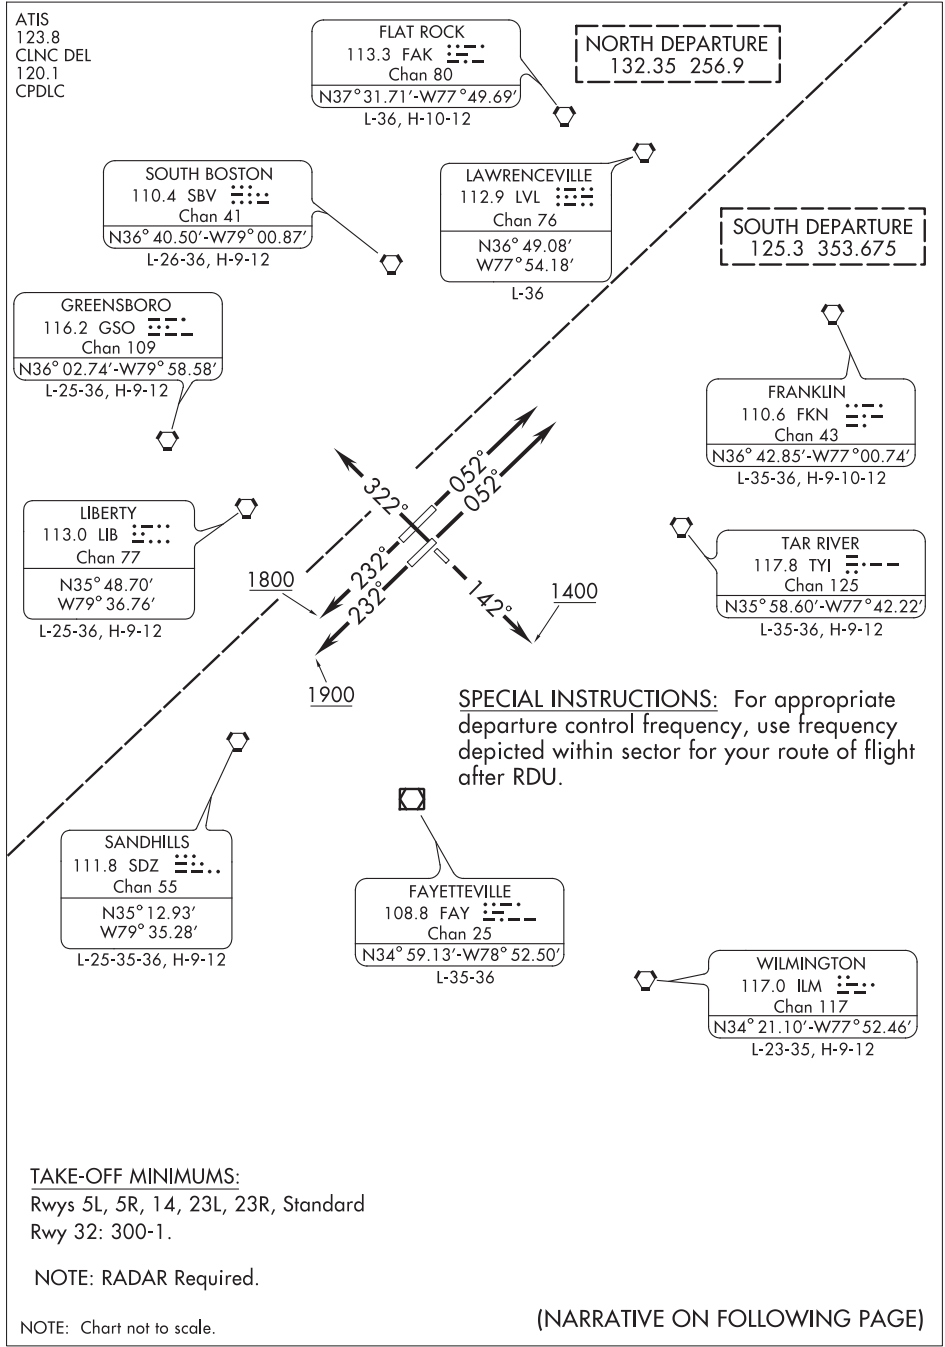 ATIS
123.8
CLNC DEL
120.1
CPDLC
FLAT ROCK
113.3 FAK
Chan 80
N37°31.71'-W77°49.69'
L-36, H-10-12
NORTH DEPARTURE
132.35 256.9
SOUTH BOSTON
110.4 SBV
Chan 41
N36°40.50'-W79°00.87'
L-26-36, H-9-12
LAWRENCEVILLE
112.9 LVL
Chan 76
N36°49.08'
W77°54.18'
L-36
SOUTH DEPARTURE
125.3 353.675
GREENSBORO
116.2 GSO
Chan 109
N36°02.74'-W79°58.58'
L-25-36, H-9-12
FRANKLIN
110.6 FKN
Chan 43
N36°42.85'-W77°00.74'
L-35-36, H-9-10-12
052°
052°
322°
LIBERTY
113.0 LIB
Chan 77
N35°48.70'
W79°36.76'
L-25-36, H-9-12
TAR RIVER
117.8 TYI
Chan 125
N35°58.60'-W77°42.22'
L-35-36, H-9-12
232°
232°
142°
1800
1400
1900
SPECIAL INSTRUCTIONS: For appropriate
departure control frequency, use frequency
depicted within sector for your route of flight
after RDU.
SANDHILLS
111.8 SDZ
Chan 55
N35°12.93'
W79°35.28'
L-25-35-36, H-9-12
FAYETTEVILLE
108.8 FAY
Chan 25
N34°59.13'-W78°52.50'
L-35-36
WILMINGTON
117.0 ILM
Chan 117
N34°21.10'-W77°52.46'
L-23-35, H-9-12
TAKE-OFF MINIMUMS:
Rwys 5L, 5R, 14, 23L, 23R, Standard
Rwy 32: 300-1.
NOTE: RADAR Required.
NOTE: Chart not to scale.
(NARRATIVE ON FOLLOWING PAGE)